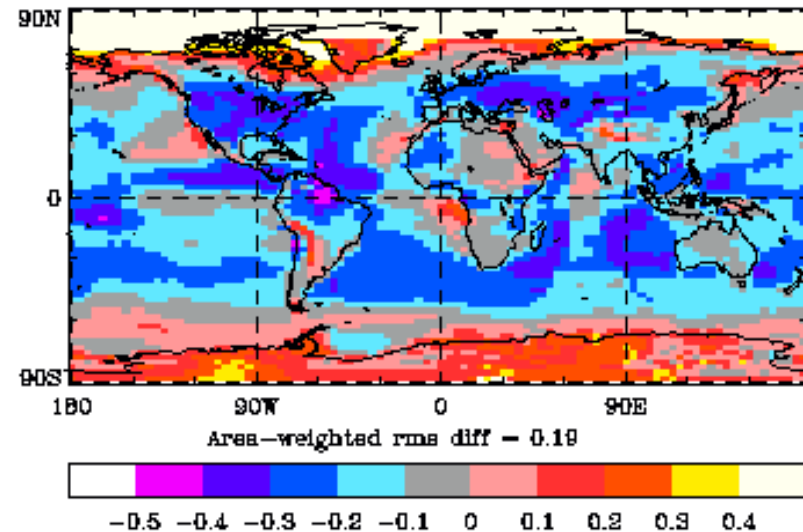 90N
0
90S
180 90W 0 90E
Area-weighted rms diff = 0.19
-0.5 -0.4 -0.3 -0.2 -0.1 0 0.1 0.2 0.3 0.4